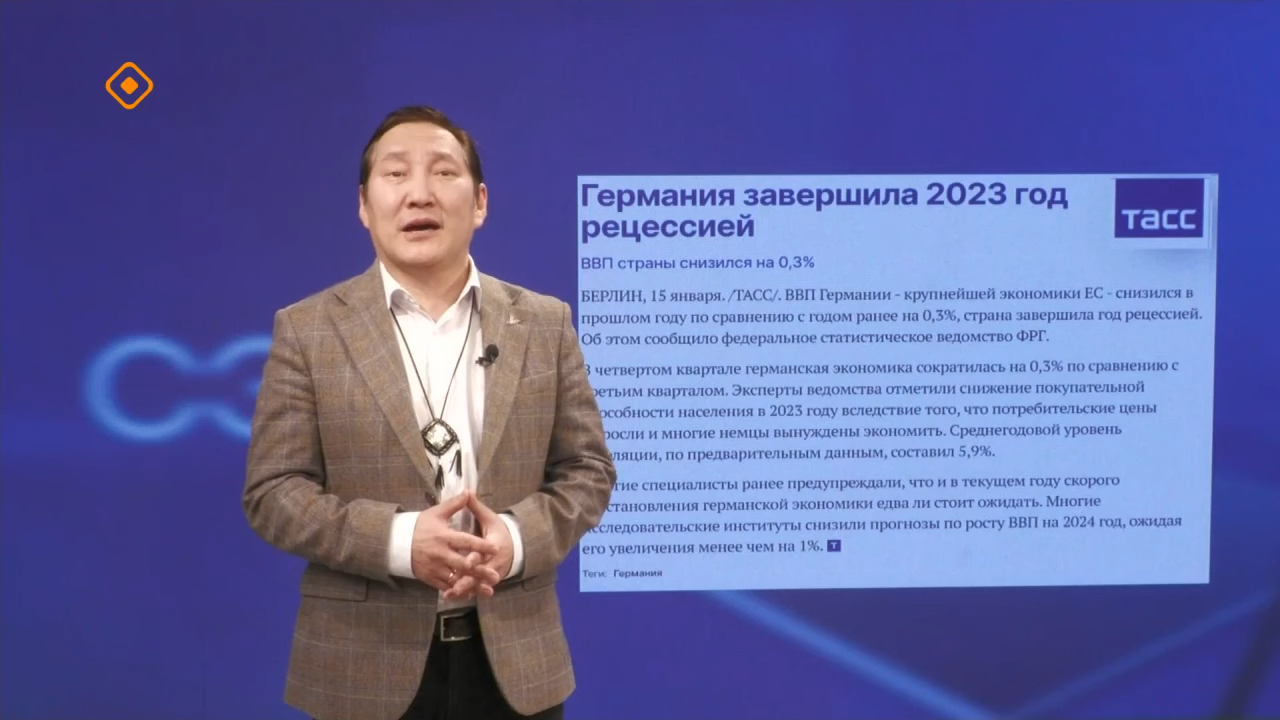 Германия завершила 2023 год
рецессией
тасс
ВВП страны снизился на 0,3%
БЕРЛИН, 15 января. /ТАСС/. ВВП Германии - крупнейшей экономики ЕС - снизился в
прошлом году по сравнению с годом ранее на 0,3%, страна завершила год рецессией.
Об этом сообщило федеральное статистическое ведомство ФРГ.
четвертом квартале германская экономика сократилась на 0,3% по сравнению с
кварталом. Эксперты ведомства отметили снижение покупательной
населения в 2023 году вследствие того, что потребительские цены
и многие немцы вынуждены экономить. Среднегодовой уровень
по предварительным данным, составил 5,9%.
специалисты ранее предупреждали, что и в текущем году скорого
германской экономики едва ли стоит ожидать. Многие
институты снизили прогнозы по росту ВВП на 2024 год, ожидая
его увеличения менее чем на 1%. Т
Теги: Германия